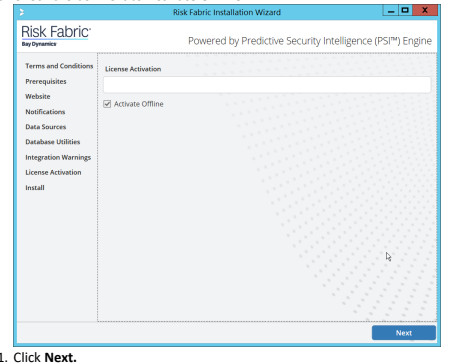 Risk Fabric Installation Wizard
Risk Fabric
Bay Dynamics
Powered by Predictive Security Intelligence (PSI™) Engine
Terms and Conditions
Prerequisites
Website
Notifications
Data Sources
Database Utilities
Integration Warnings
License Activation
Install
License Activation
Activate Offline
Next
1. Click Next.